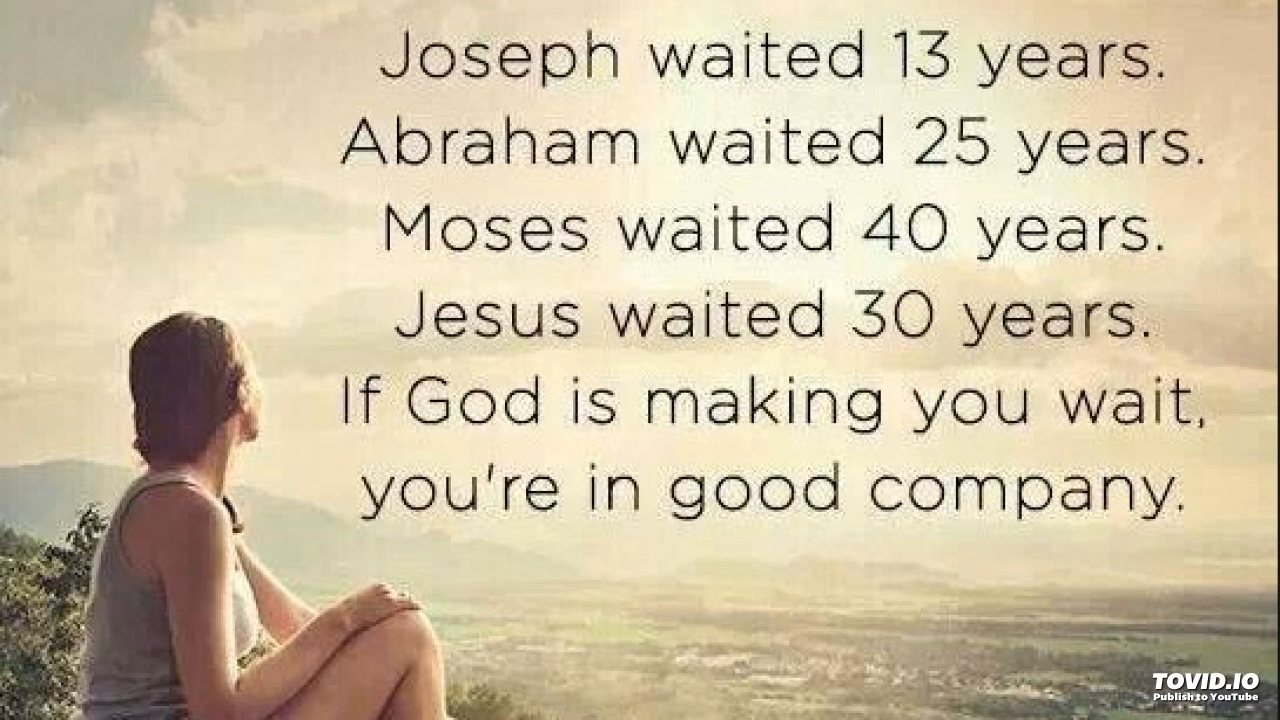 Joseph waited 13 years.
Abraham waited 25 years.
Moses waited 40 years.
Jesus waited 30 years.
If God is making you wait,
you're in good company.
TOVID.IO
Publish to YouTube